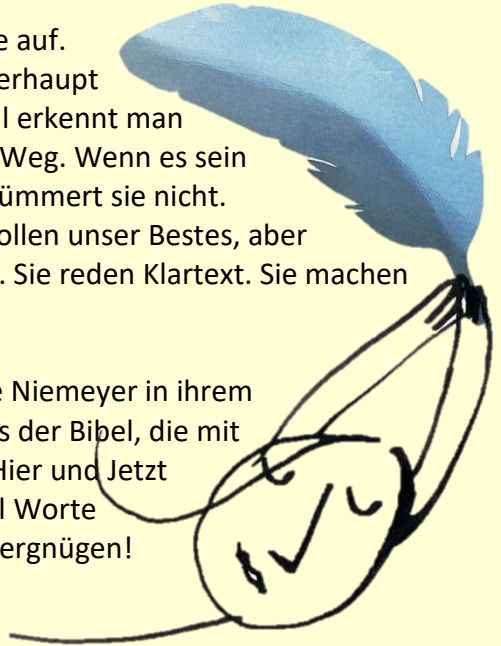 e auf.
erhaupt
l erkennt man
Weg. Wenn es sein
ümmert sie nicht.
ollen unser Bestes, aber
. Sie reden Klartext. Sie machen
e Niemeyer in ihrem
s der Bibel, die mit
Hier und Jetzt
l Worte
ergnügen!